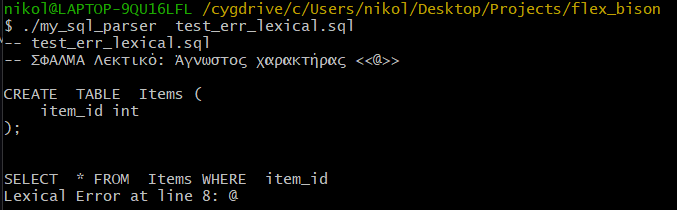 nikol@LAPTOP-9QU16LFL /cygdrive/c/Users/nikol/Desktop/Projects/flex_bison
$ ./my_sql_parser  test_err_lexical.sql
-- test_err_lexical.sql
-- ΣΦΑΛΜΑ Λεκτικό: Άγνωστος χαρακτήρας <<@>>
CREATE  TABLE  Items (
    item_id int
);
SELECT  * FROM  Items WHERE  item_id
Lexical Error at line 8: @